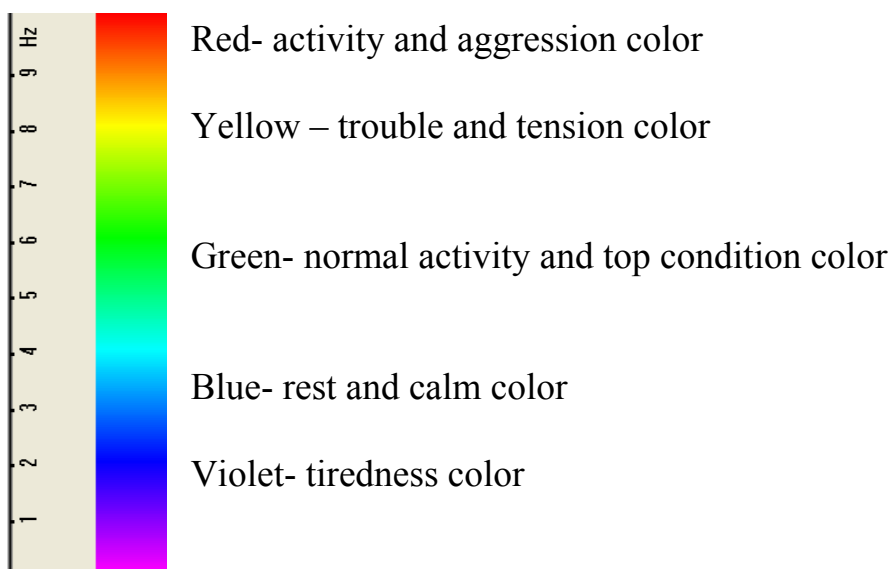 Hz
9
8
7
6
5
4
3
2
1
Red- activity and aggression color
Yellow – trouble and tension color
Green- normal activity and top condition color
Blue- rest and calm color
Violet- tiredness color